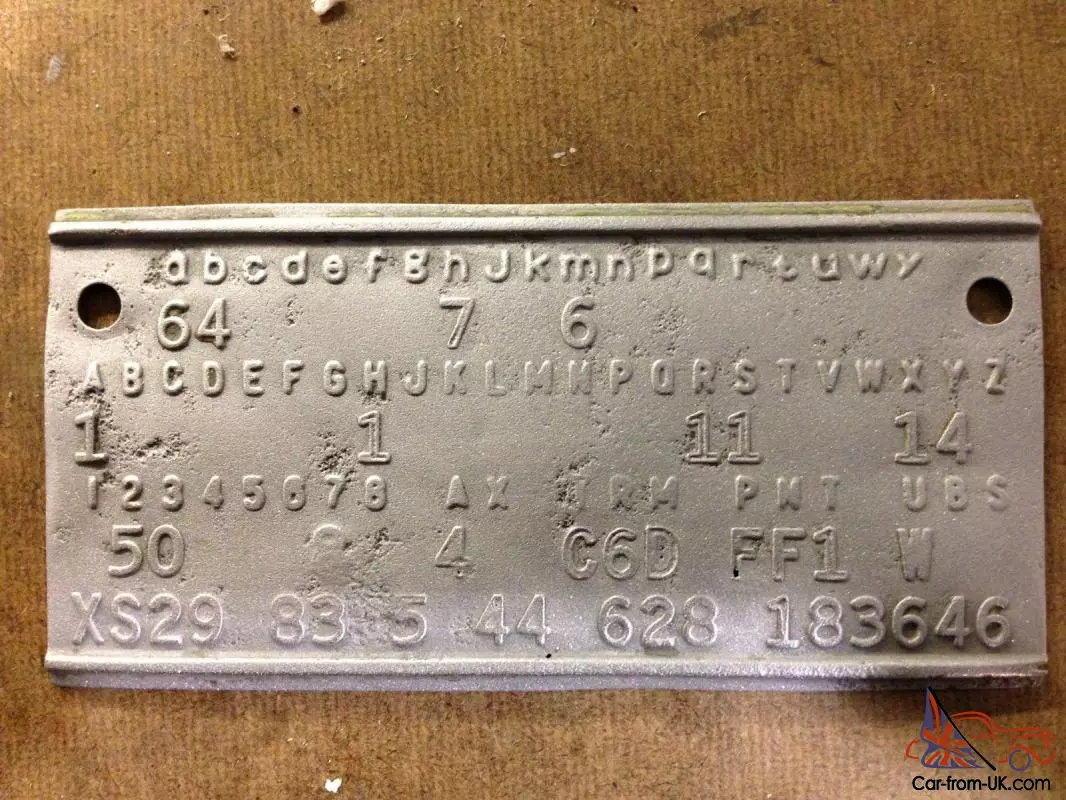 abcdefghJkmnpqrtuwy
64 7 6
ABCDEFGHJKLMNPQRSTVWXYZ
1 1 11 14
12345678 AX TRM PNT UBS
50 8 4 C6D FF1 W
XS29 83 5 44 628 183646
Car-from-UK.com